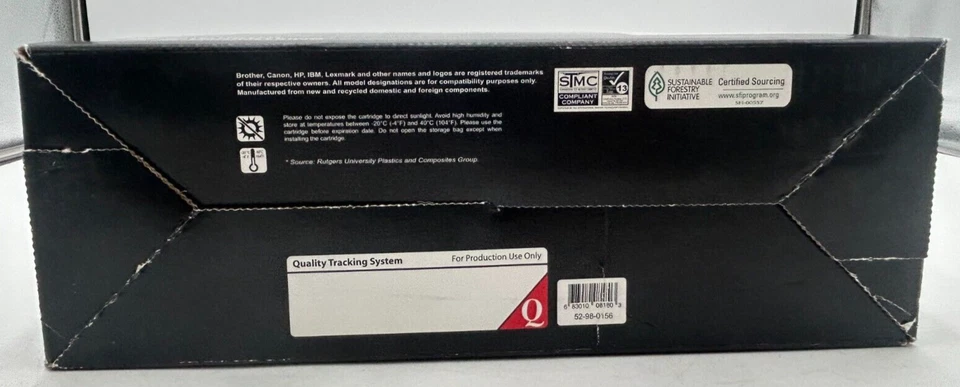 Brother, Canon, HP, IBM, Lexmark and other names and logos are registered trademarks
of their respective owners. All model designations are for compatibility purposes only.
Manufactured from new and recycled domestic and foreign components.
STMC
COMPLIANT
COMPANY
13
SUSTAINABLE
FORESTRY
INITIATIVE
Certified Sourcing
www.sfiprogram.org
Please do not expose the cartridge to direct sunlight. Avoid high humidity and
store at temperatures between -20°C (-4°F) and 40°C (104°F). Please use the
cartridge before expiration date. Do not open the storage bag except when
installing the cartridge.
* Source: Rutgers University Plastics and Composites Group.
Quality Tracking System
For Production Use Only
Q
52-98-0156